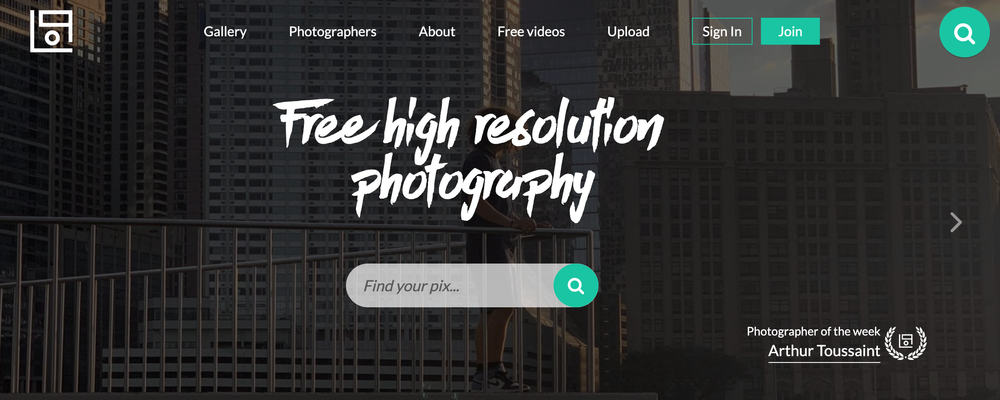 Gallery
Photographers
About
Free videos
Upload
Sign In
Join
Free high resolution
photography
Find your pix...
Photographer of the week
Arthur Toussaint